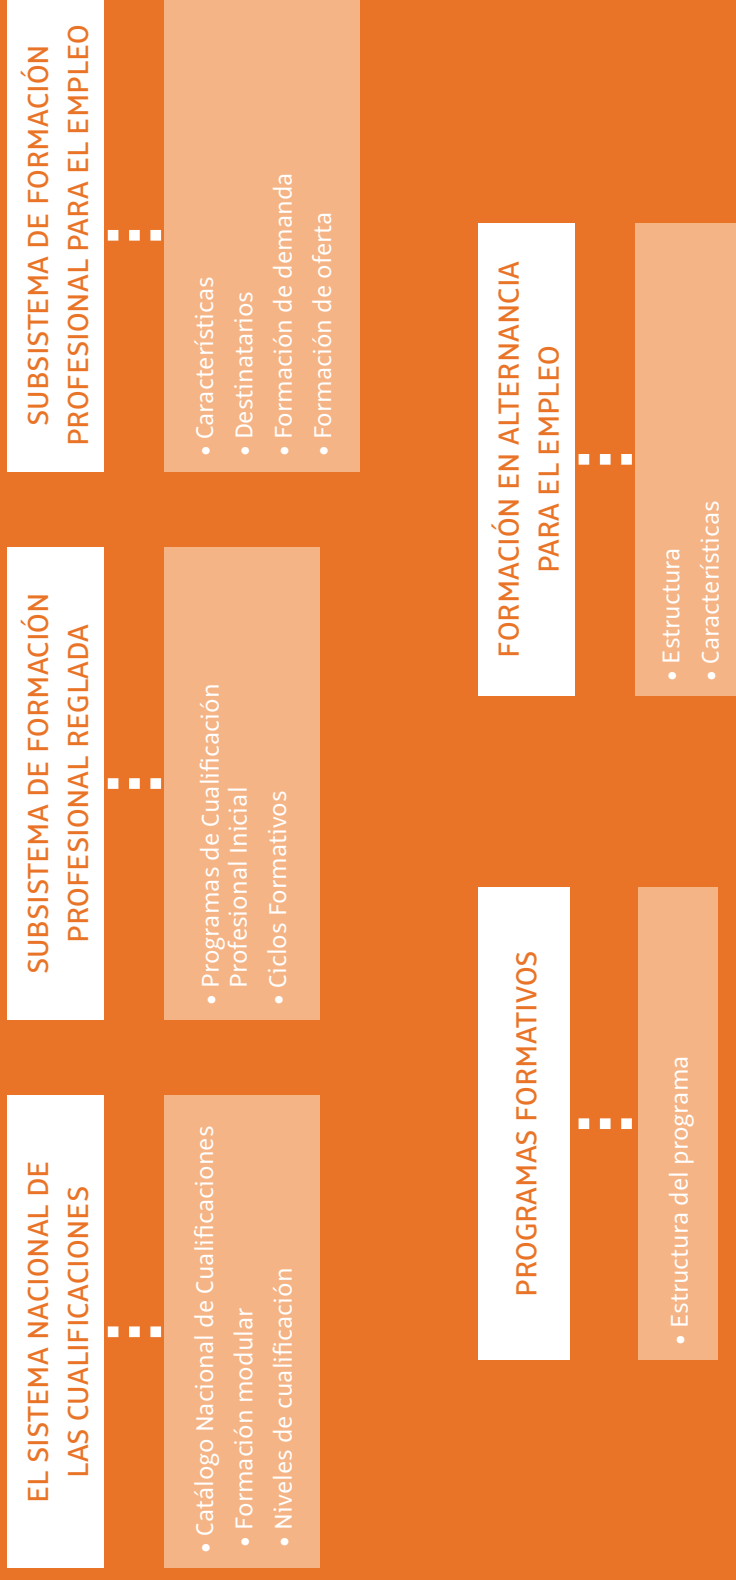 EL SISTEMA NACIONAL DE
LAS CUALIFICACIONES
• Catálogo Nacional de Cualificaciones
• Formación modular
• Niveles de cualificación
SUBSISTEMA DE FORMACIÓN
PROFESIONAL REGLADA
• Programas de Cualificación
Profesional Inicial
• Ciclos Formativos
SUBSISTEMA DE FORMACIÓN
PROFESIONAL PARA EL EMPLEO
• Características
• Destinatarios
• Formación de demanda
• Formación de oferta
PROGRAMAS FORMATIVOS
• Estructura del programa
FORMACIÓN EN ALTERNANCIA
PARA EL EMPLEO
• Estructura
• Características